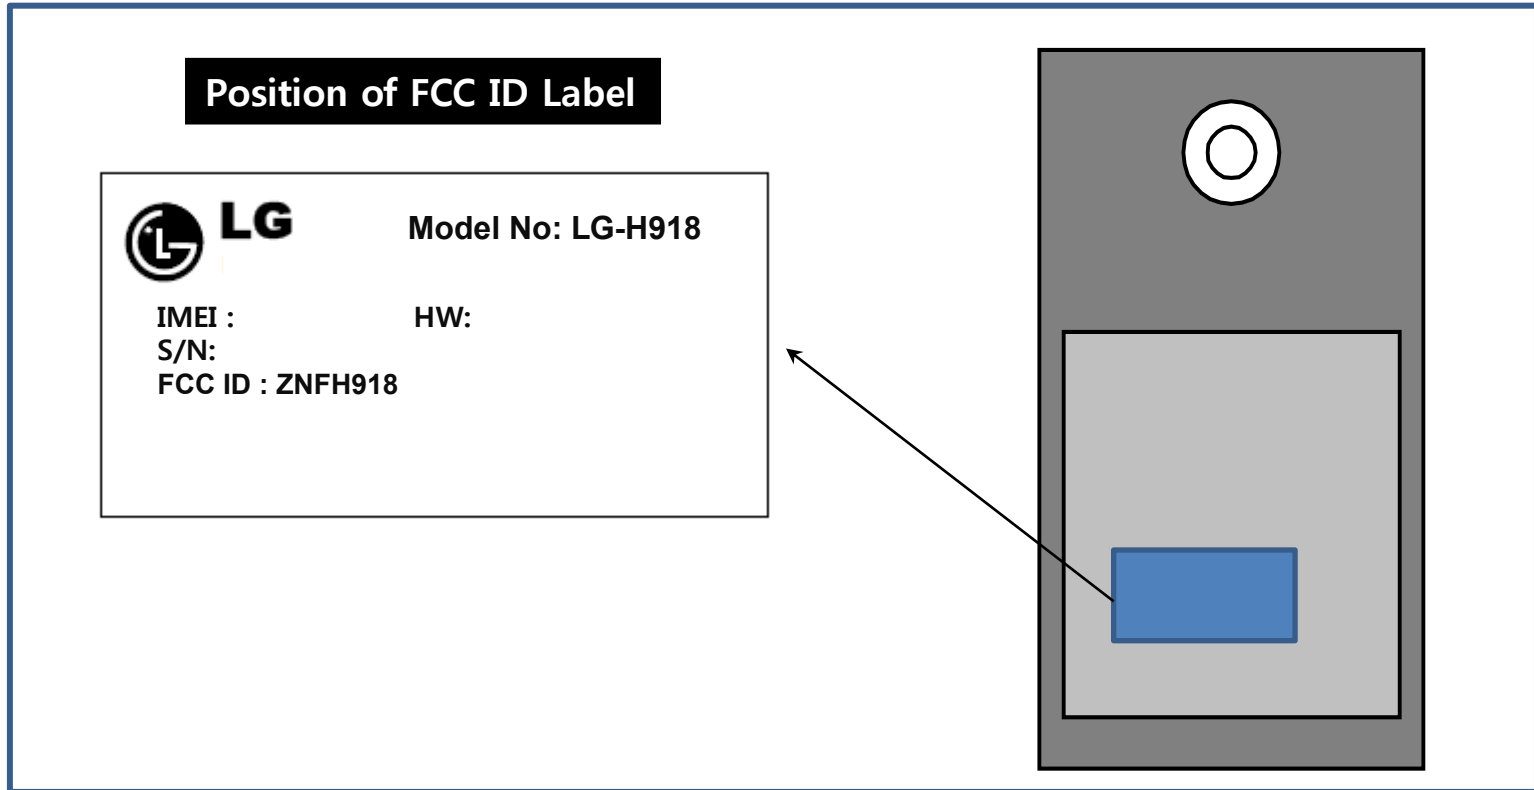 Position of FCC ID Label
LG
Model No: LG-H918
IMEI :
HW:
S/N:
FCC ID : ZNFH918